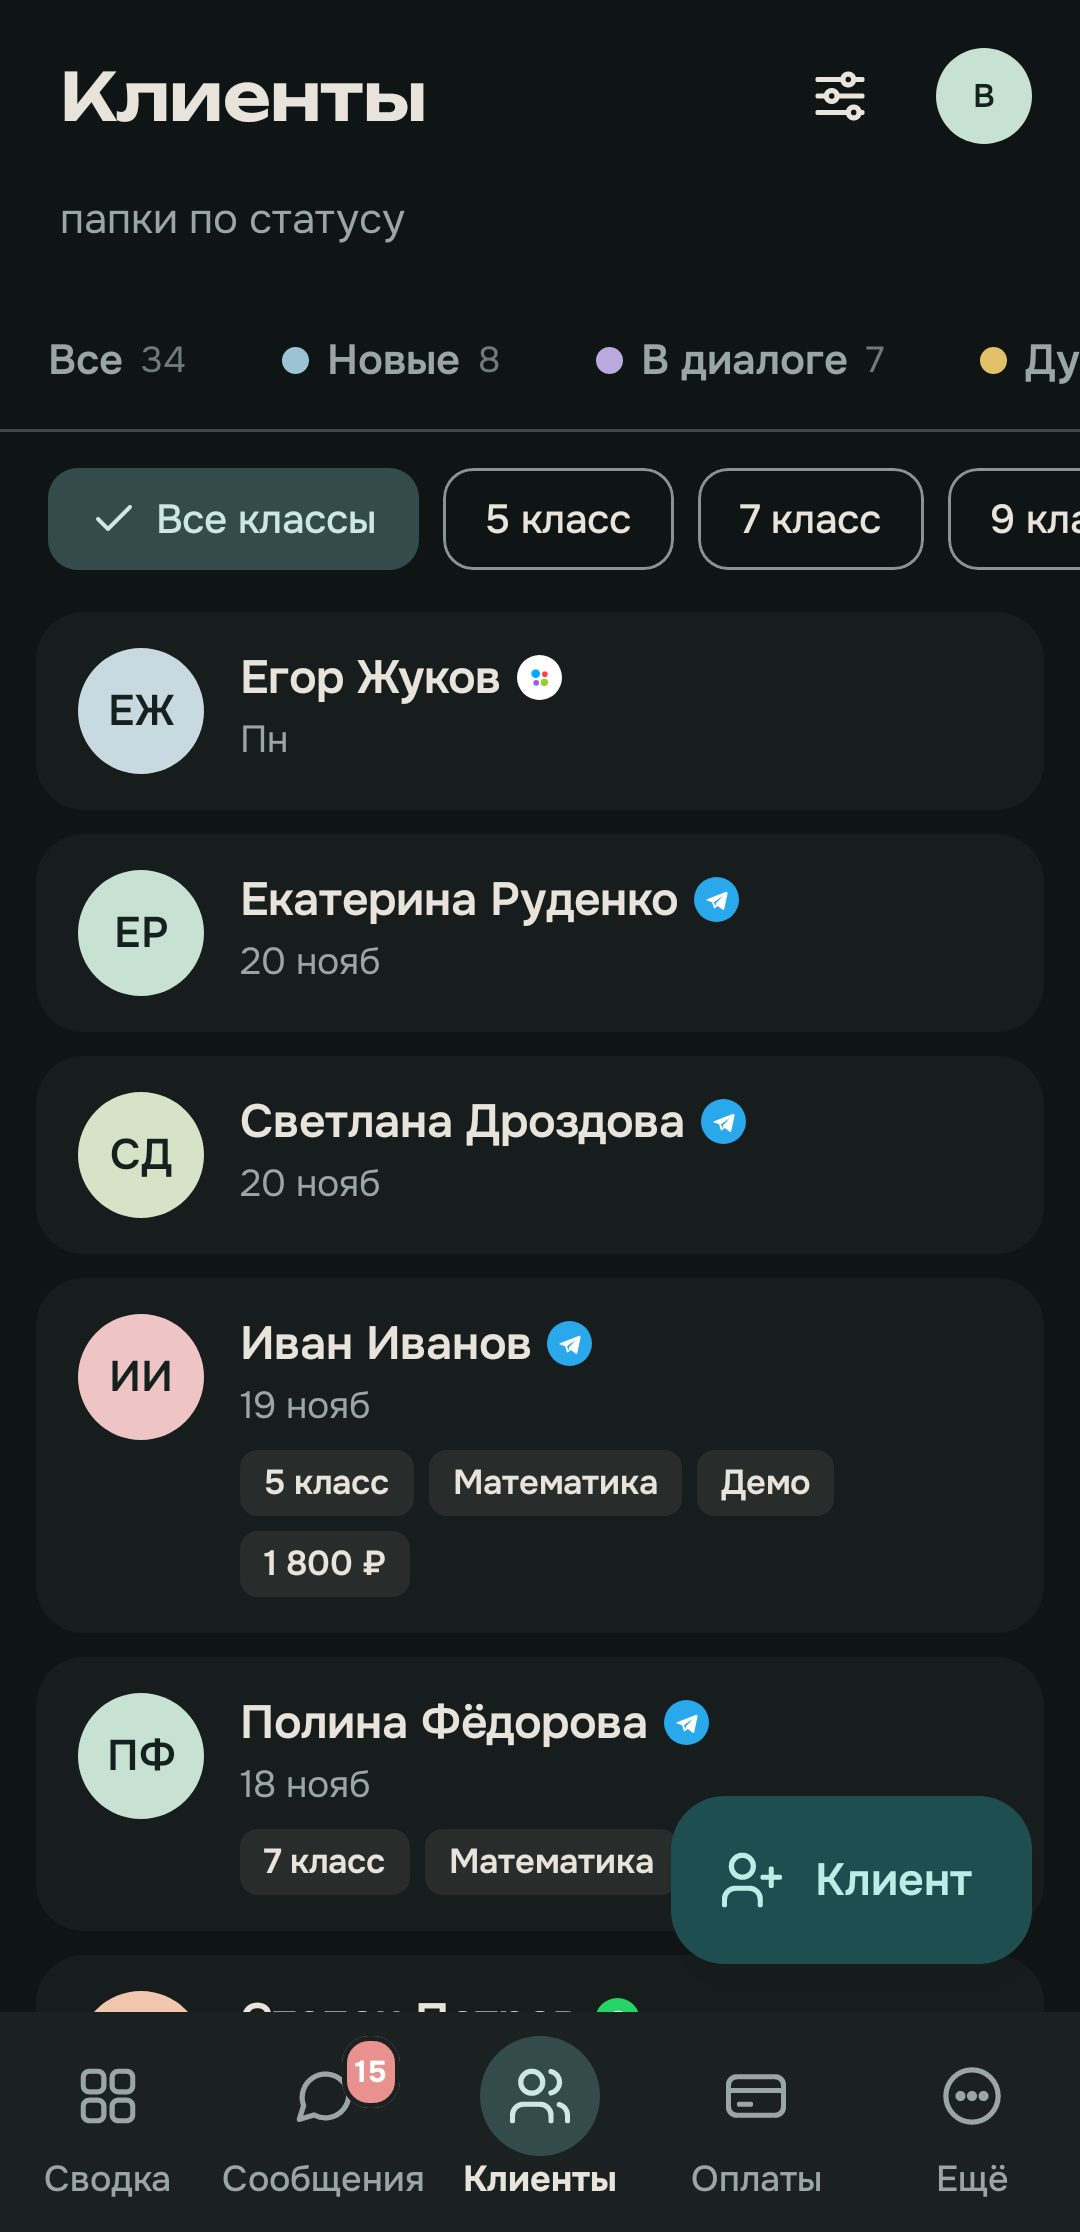 Клиенты
В
папки по статусу
Все 34 Новые 8 В диалоге 7
Все классы 5 класс 7 класс 9
ЕЖ
Егор Жуков
Пн
ЕР
Екатерина Руденко
20 нояб
СД
Светлана Дроздова
20 нояб
ИИ
Иван Иванов
19 нояб
5 класс Математика Демо
1 800 ₽
ПФ
Полина Фёдорова
18 нояб
7 класс Математика
Клиент
15
Сводка Сообщения Клиенты Оплаты Ещё